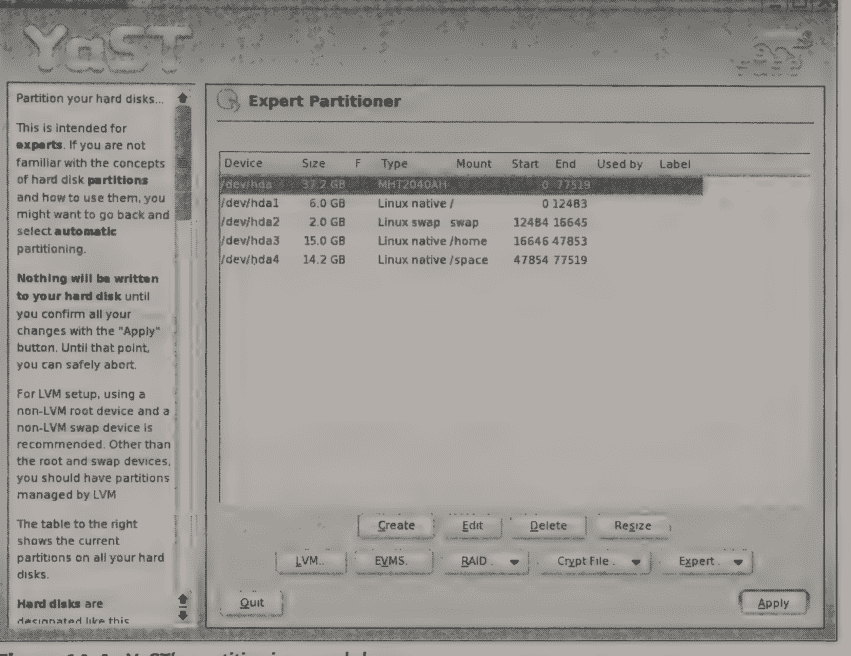 YaST
Partition your hard disks...
This is intended for
experts. If you are not
familiar with the concepts
of hard disk partitions
and how to use them, you
might want to go back and
select automatic
partitioning.
Nothing will be written
to your hard disk until
you confirm all your
changes with the "Apply"
button. Until that point,
you can safely abort.
For LVM setup, using a
non-LVM root device and a
non-LVM swap device is
recommended. Other than
the root and swap devices,
you should have partitions
managed by LVM
The table to the right
shows the current
partitions on all your hard
disks.
Hard disks are
designated like this
Expert Partitioner
Device Size F Type Mount Start End Used by Label
/dev/hda 37.2 GB MHT2040AH 0 77519
/dev/hda1 6.0 GB Linux native / 0 12483
/dev/hda2 2.0 GB Linux swap swap 12484 16645
/dev/hda3 15.0 GB Linux native /home 16646 47853
/dev/hda4 14.2 GB Linux native /space 47854 77519
Create Edit Delete Resize
LVM.. EVMS. RAID . Crypt File . Expert .
Quit Apply